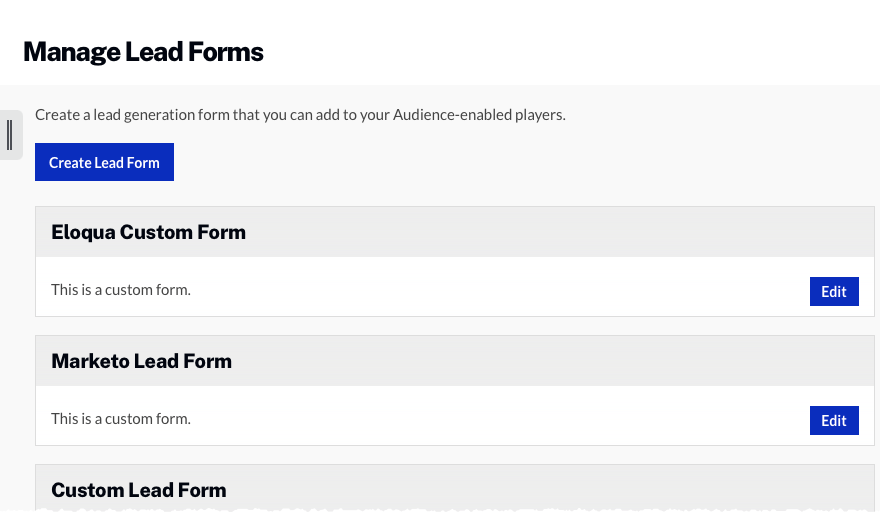 Manage Lead Forms
Create a lead generation form that you can add to your Audience-enabled players.
Create Lead Form
Eloqua Custom Form
This is a custom form.
Edit
Marketo Lead Form
This is a custom form.
Edit
Custom Lead Form